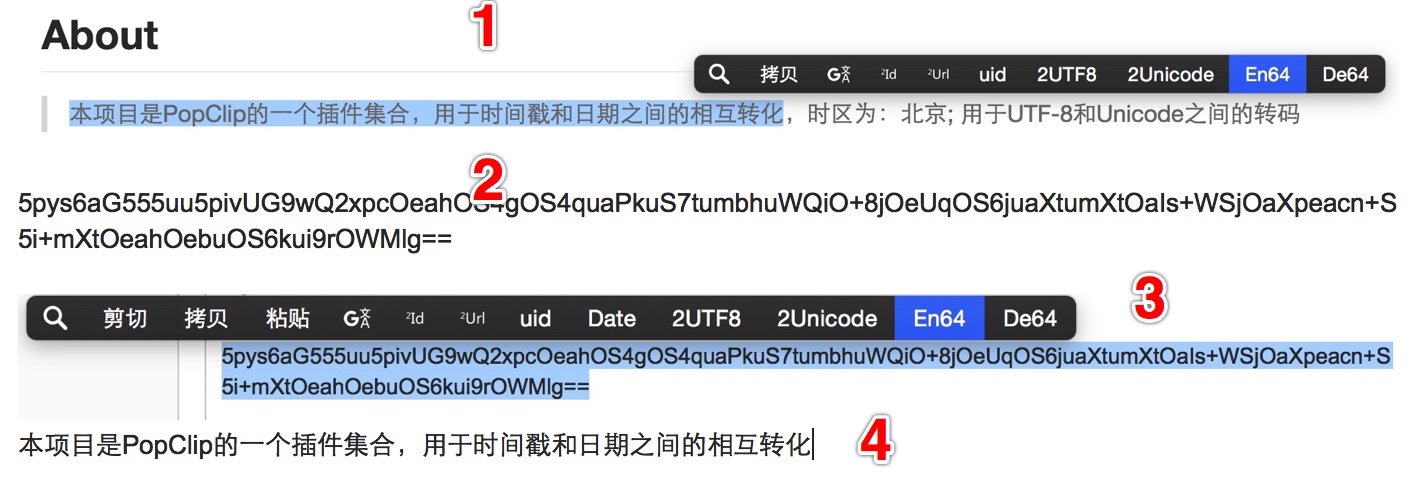 About
1
拷贝 2Id 2Url uid 2UTF8 2Unicode En64 De64
本项目是PopClip的一个插件集合，用于时间戳和日期之间的相互转化，时区为：北京; 用于UTF-8和Unicode之间的转码
2
5pys6aG555uu5pivUG9wQ2xpcOeahOS4gOS4quaPkuS7tumbhuWQiO+8jOeUqOS6juaXtumXtOaIs+WSjOaXpeacn+S
5i+mXtOeahOebuOS6kui9rOWMlg==
3
剪切 拷贝 粘贴 2Id 2Url uid Date 2UTF8 2Unicode En64 De64
5pys6aG555uu5pivUG9wQ2xpcOeahOS4gOS4quaPkuS7tumbhuWQiO+8jOeUqOS6juaXtumXtOaIs+WSjOaXpeacn+S
5i+mXtOeahOebuOS6kui9rOWMlg==
4
本项目是PopClip的一个插件集合，用于时间戳和日期之间的相互转化